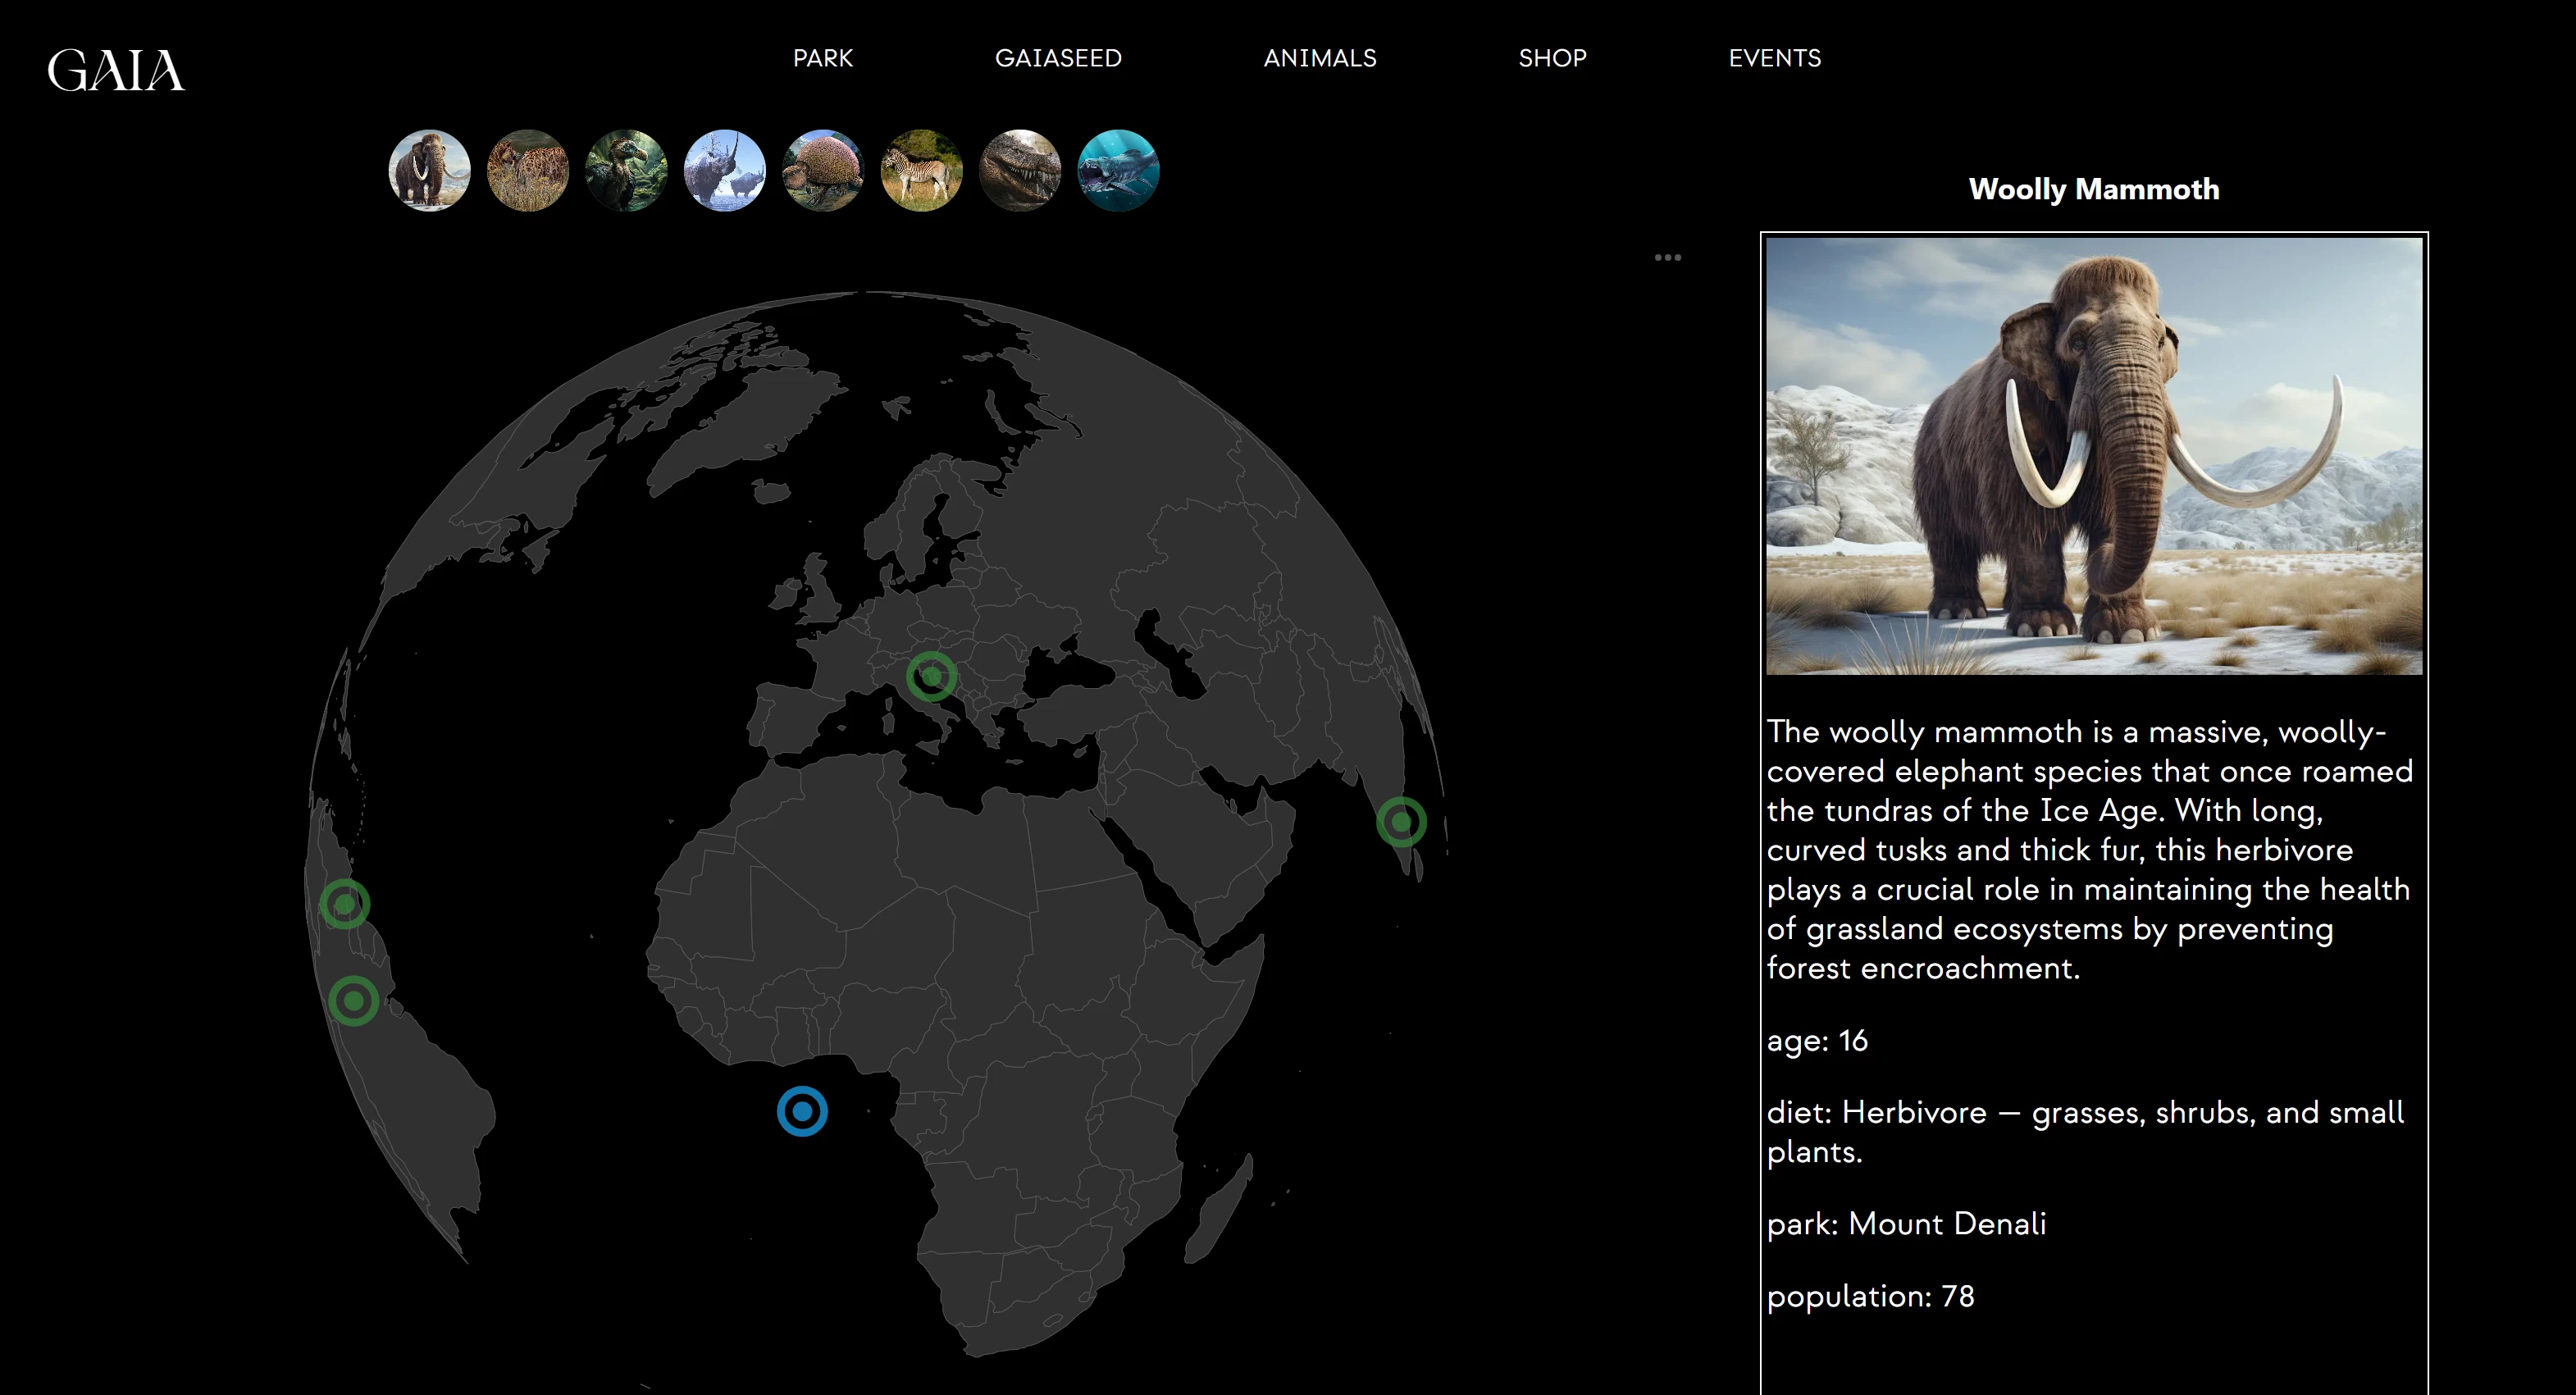 GAIA
PARK
GAIASEED
ANIMALS
SHOP
EVENTS
Woolly Mammoth
The woolly mammoth is a massive, woolly-
covered elephant species that once roamed
the tundras of the Ice Age. With long,
curved tusks and thick fur, this herbivore
plays a crucial role in maintaining the health
of grassland ecosystems by preventing
forest encroachment.
age: 16
diet: Herbivore — grasses, shrubs, and small
plants.
park: Mount Denali
population: 78